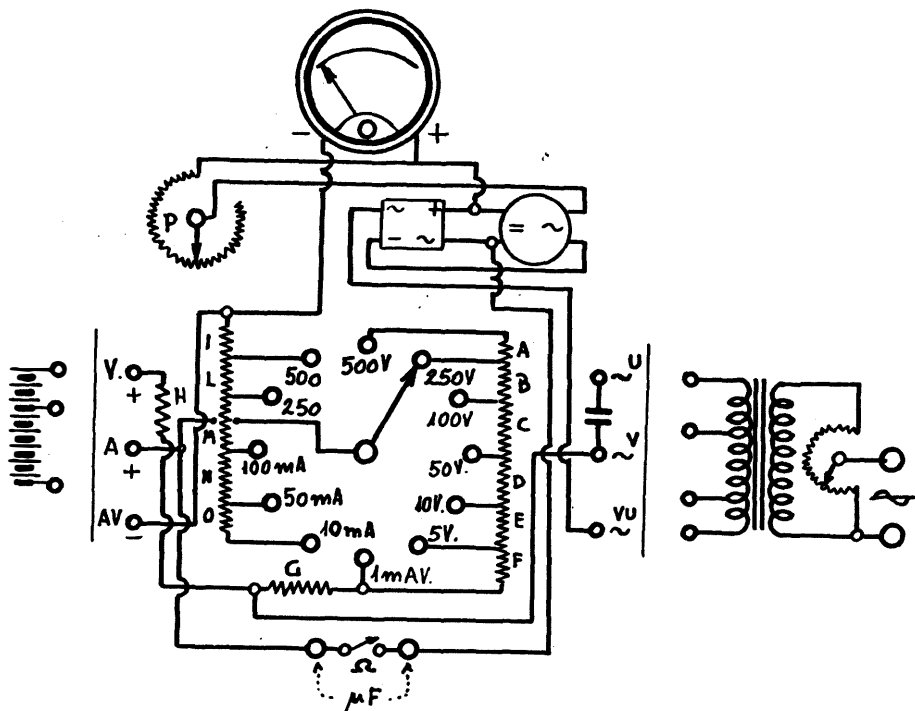 − +
P
~ +
− ~
= ~
I
L
M
N
O
500
250
100mA
50mA
10mA
500V
250V
100V
50V.
10V.
5V.
1mAV.
A
B
C
D
E
F
G
H
V.
+
A
+
AV
−
~U
~V
VU
~
~
Ω
µF